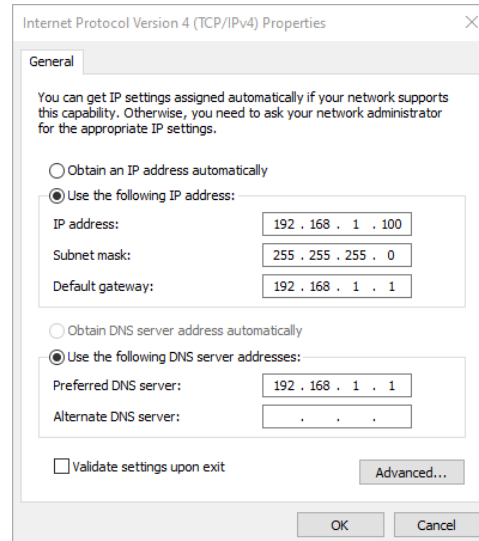 Internet Protocol Version 4 (TCP/IPv4) Properties
General
You can get IP settings assigned automatically if your network supports
this capability. Otherwise, you need to ask your network administrator
for the appropriate IP settings.
Obtain an IP address automatically
Use the following IP address:
IP address: 192 . 168 . 1 . 100
Subnet mask: 255 . 255 . 255 . 0
Default gateway: 192 . 168 . 1 . 1
Obtain DNS server address automatically
Use the following DNS server addresses:
Preferred DNS server: 192 . 168 . 1 . 1
Alternate DNS server: . . .
Validate settings upon exit
Advanced...
OK Cancel